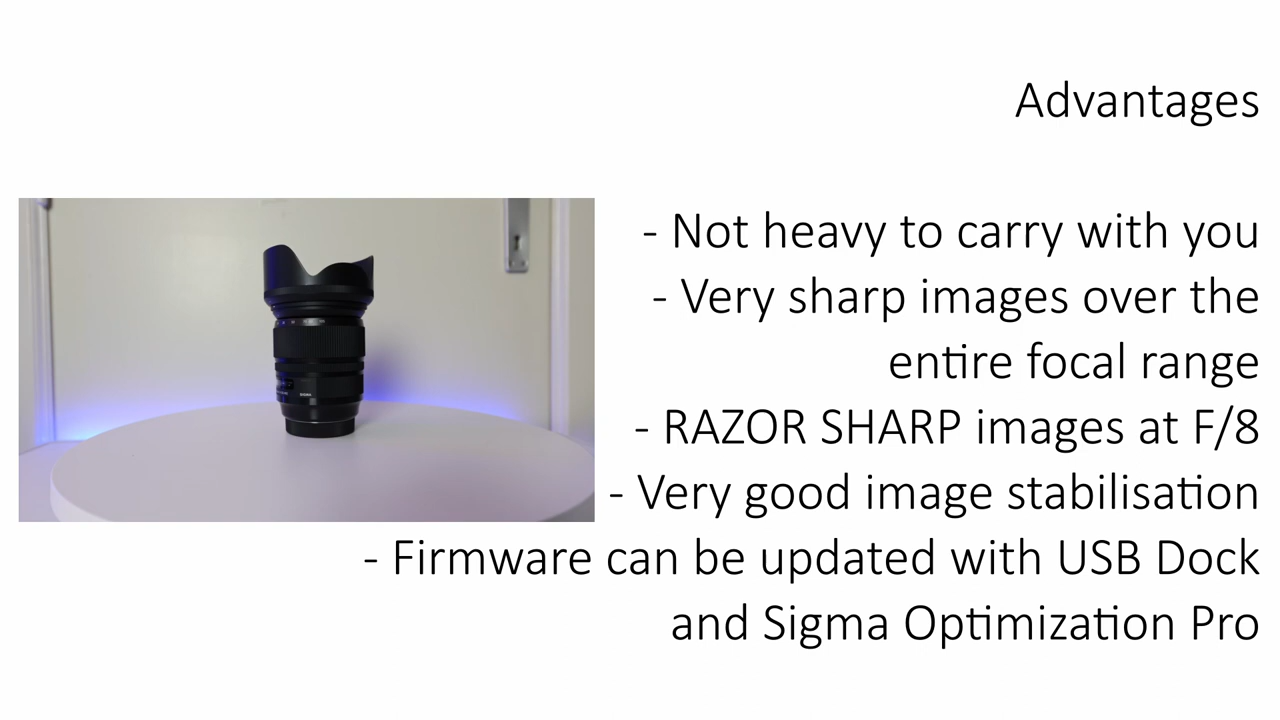 Advantages
- Not heavy to carry with you
- Very sharp images over the
entire focal range
- RAZOR SHARP images at F/8
- Very good image stabilisation
- Firmware can be updated with USB Dock
and Sigma Optimization Pro
SIGMA